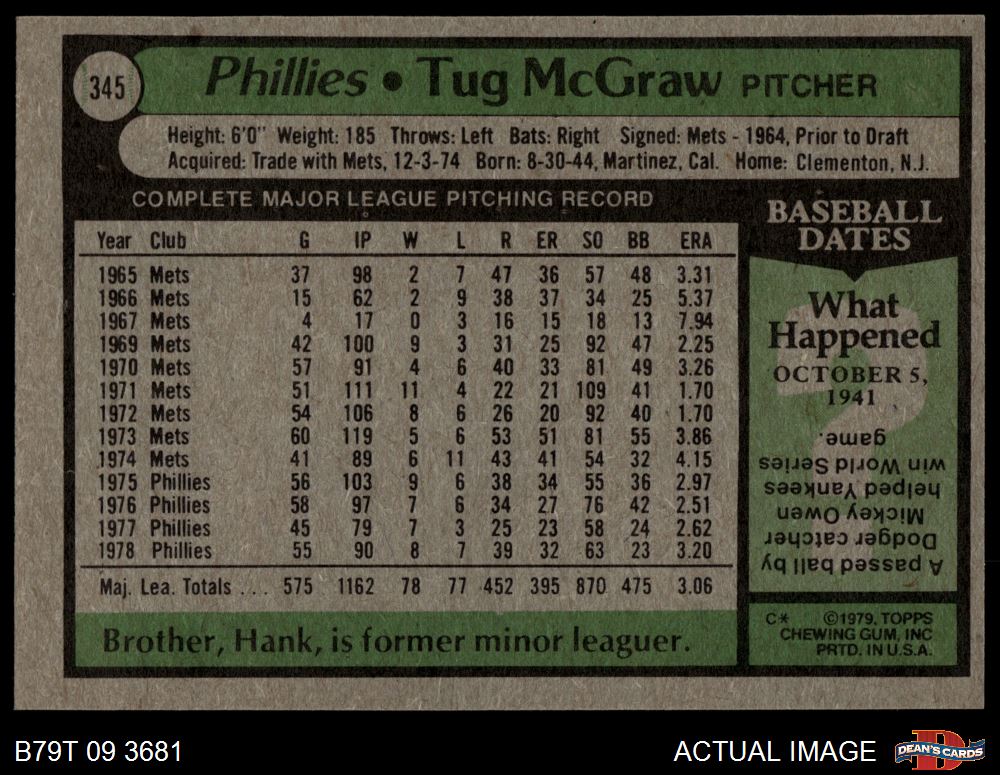 345
Phillies • Tug McGraw PITCHER
Height: 6'0" Weight: 185 Throws: Left Bats: Right Signed: Mets - 1964, Prior to Draft
Acquired: Trade with Mets, 12-3-74 Born: 8-30-44, Martinez, Cal. Home: Clementon, N.J.
COMPLETE MAJOR LEAGUE PITCHING RECORD
Year Club G IP W L R ER SO BB ERA
1965 Mets 37 98 2 7 47 36 57 48 3.31
1966 Mets 15 62 2 9 38 37 34 25 5.37
1967 Mets 4 17 0 3 16 15 18 13 7.94
1969 Mets 42 100 9 3 31 25 92 47 2.25
1970 Mets 57 91 4 6 40 33 81 49 3.26
1971 Mets 51 111 11 4 22 21 109 41 1.70
1972 Mets 54 106 8 6 26 20 92 40 1.70
1973 Mets 60 119 5 6 53 51 81 55 3.86
1974 Mets 41 89 6 11 43 41 54 32 4.15
1975 Phillies 56 103 9 6 38 34 55 36 2.97
1976 Phillies 58 97 7 6 34 27 76 42 2.51
1977 Phillies 45 79 7 3 25 23 58 24 2.62
1978 Phillies 55 90 8 7 39 32 63 23 3.20
Maj. Lea. Totals ... 575 1162 78 77 452 395 870 475 3.06
Brother, Hank, is former minor leaguer.
BASEBALL
DATES
What
Happened
OCTOBER 5,
1941
A passed ball by
Dodger catcher
Mickey Owen
helped Yankees
win World Series
game.
C* ©1979, TOPPS
CHEWING GUM, INC
PRTD. IN U.S.A.
B79T 09 3681
ACTUAL IMAGE
DEAN'S CARDS